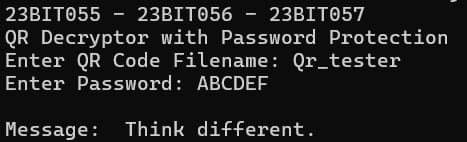 23BIT055 - 23BIT056 - 23BIT057
QR Decryptor with Password Protection
Enter QR Code Filename: Qr_tester
Enter Password: ABCDEF
Message:  Think different.